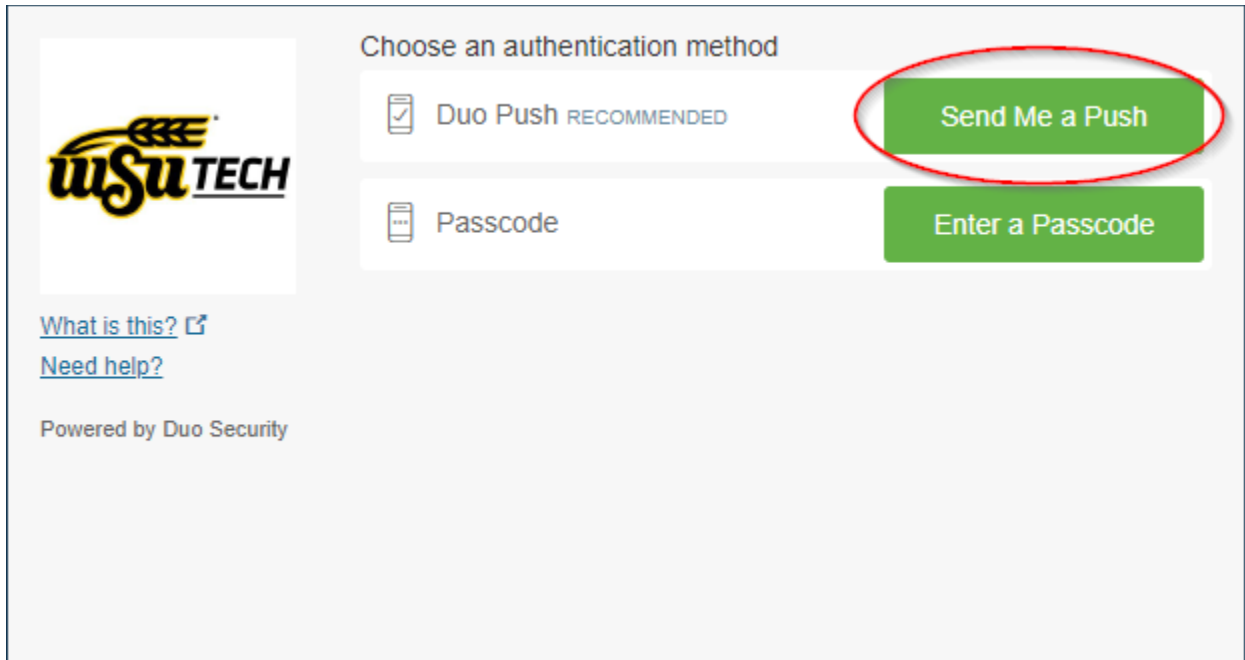 Choose an authentication method
Duo Push RECOMMENDED
Send Me a Push
Passcode
Enter a Passcode
wsu TECH
What is this?
Need help?
Powered by Duo Security